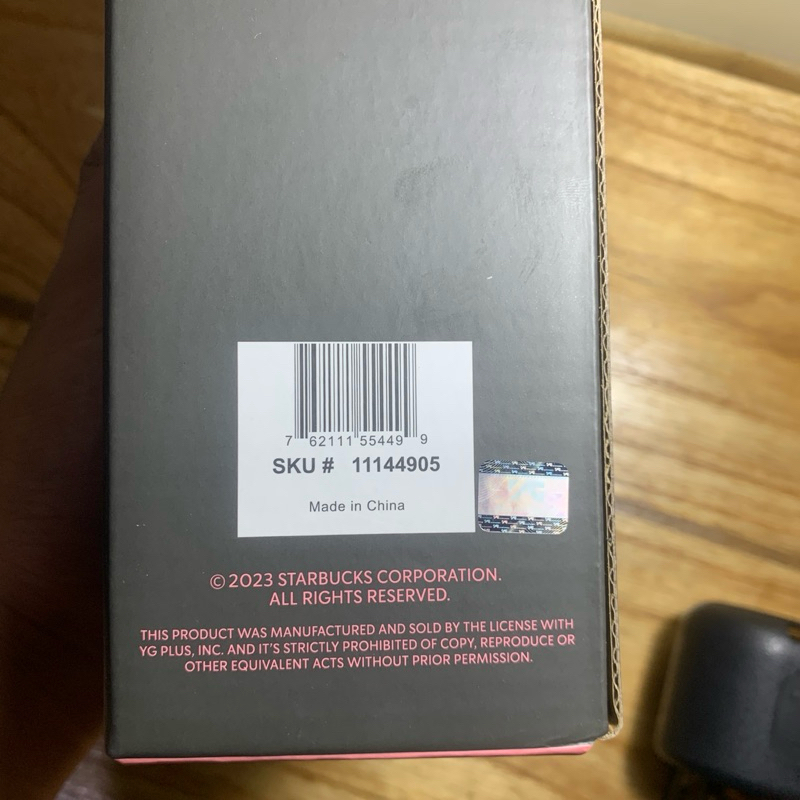 7 62111 55449 9
SKU # 11144905
Made in China
© 2023 STARBUCKS CORPORATION.
ALL RIGHTS RESERVED.
THIS PRODUCT WAS MANUFACTURED AND SOLD BY THE LICENSE WITH
YG PLUS, INC. AND IT'S STRICTLY PROHIBITED OF COPY, REPRODUCE OR
OTHER EQUIVALENT ACTS WITHOUT PRIOR PERMISSION.